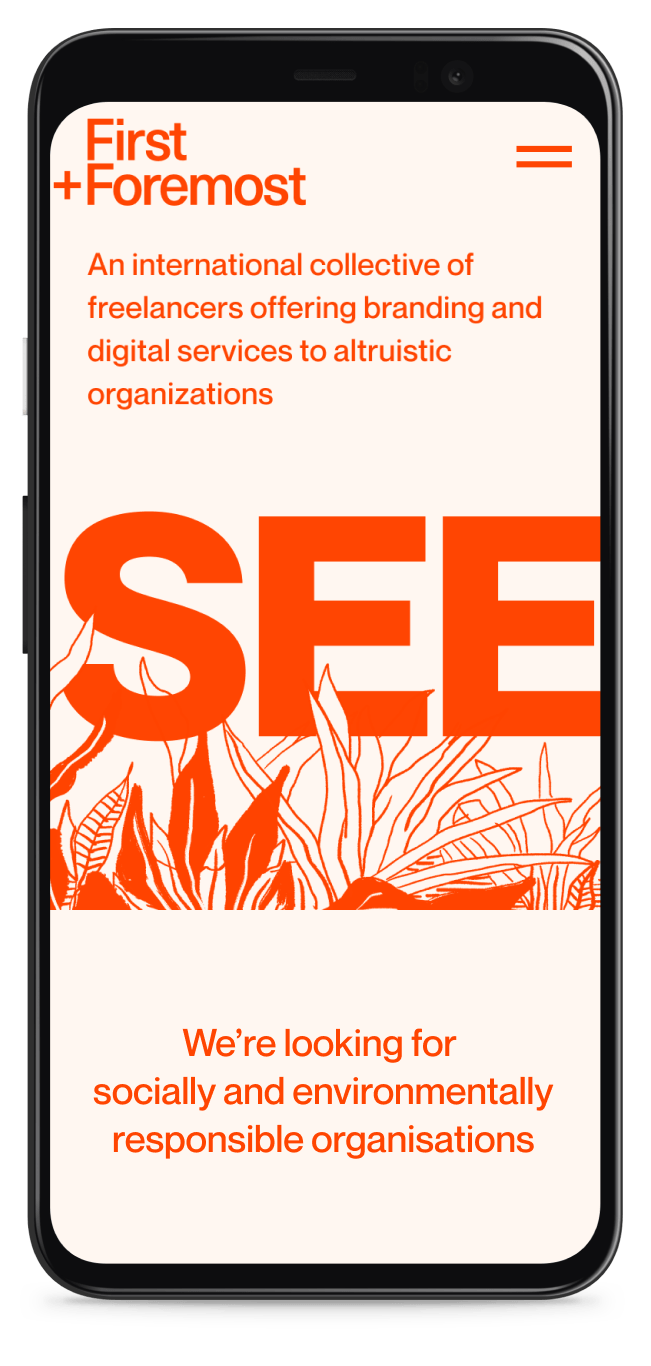 First
+Foremost
An international collective of
freelancers offering branding and
digital services to altruistic
organizations
SEE
We’re looking for
socially and environmentally
responsible organisations